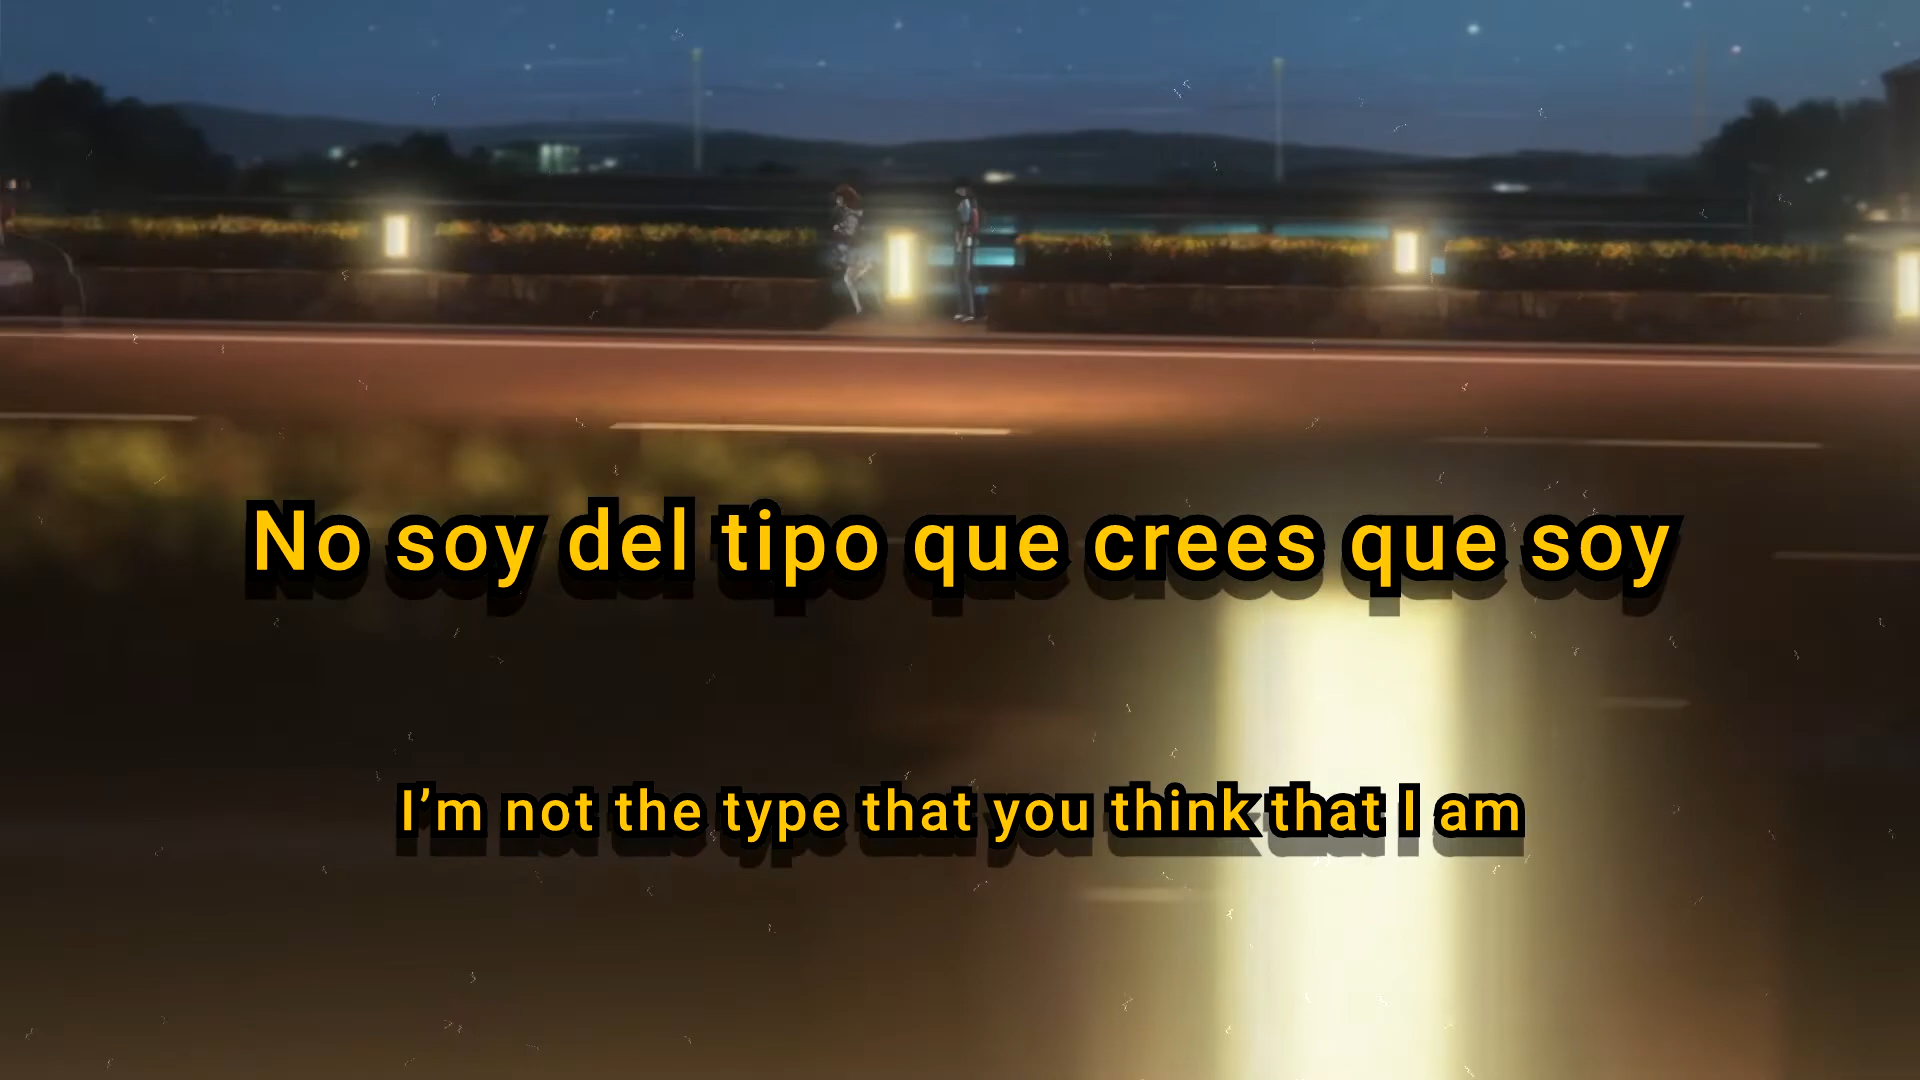 No soy del tipo que crees que soy
I’m not the type that you think that I am